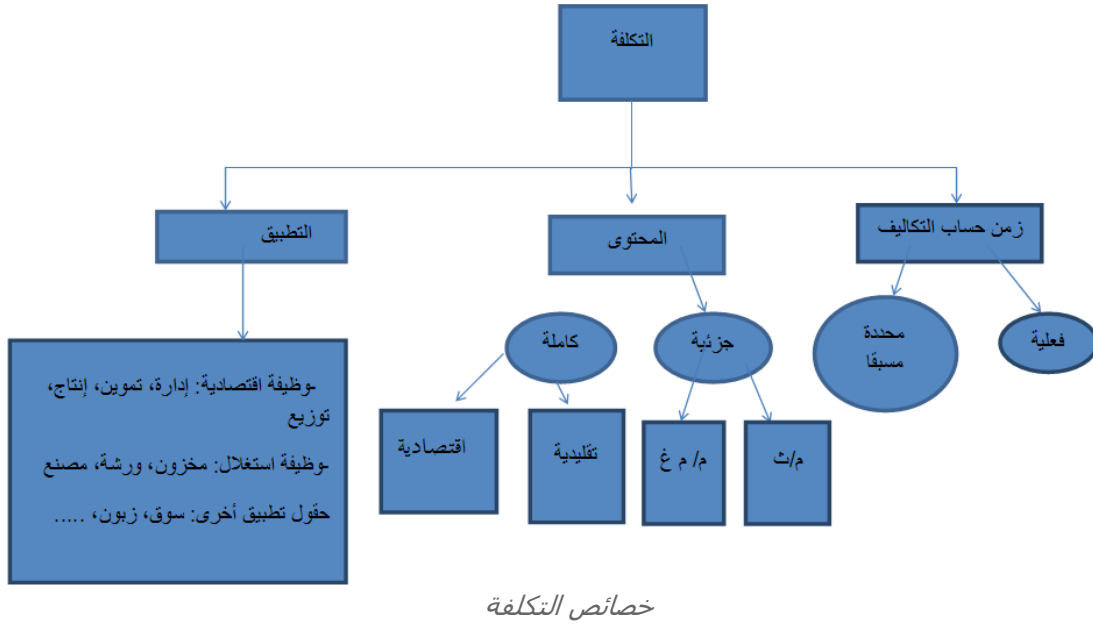 التكلفة
زمن حساب التكاليف
المحتوى
التطبيق
فعلية
محددة
مسبقا
جزئية
كاملة
م/ث
م/ م غ
تقليدية
اقتصادية
-وظيفة اقتصادية: إدارة، تموين، إنتاج،
توزيع
-وظيفة استغلال: مخزون، ورشة، مصنع
حقول تطبيق أخرى: سوق، زبون، .....
خصائص التكلفة